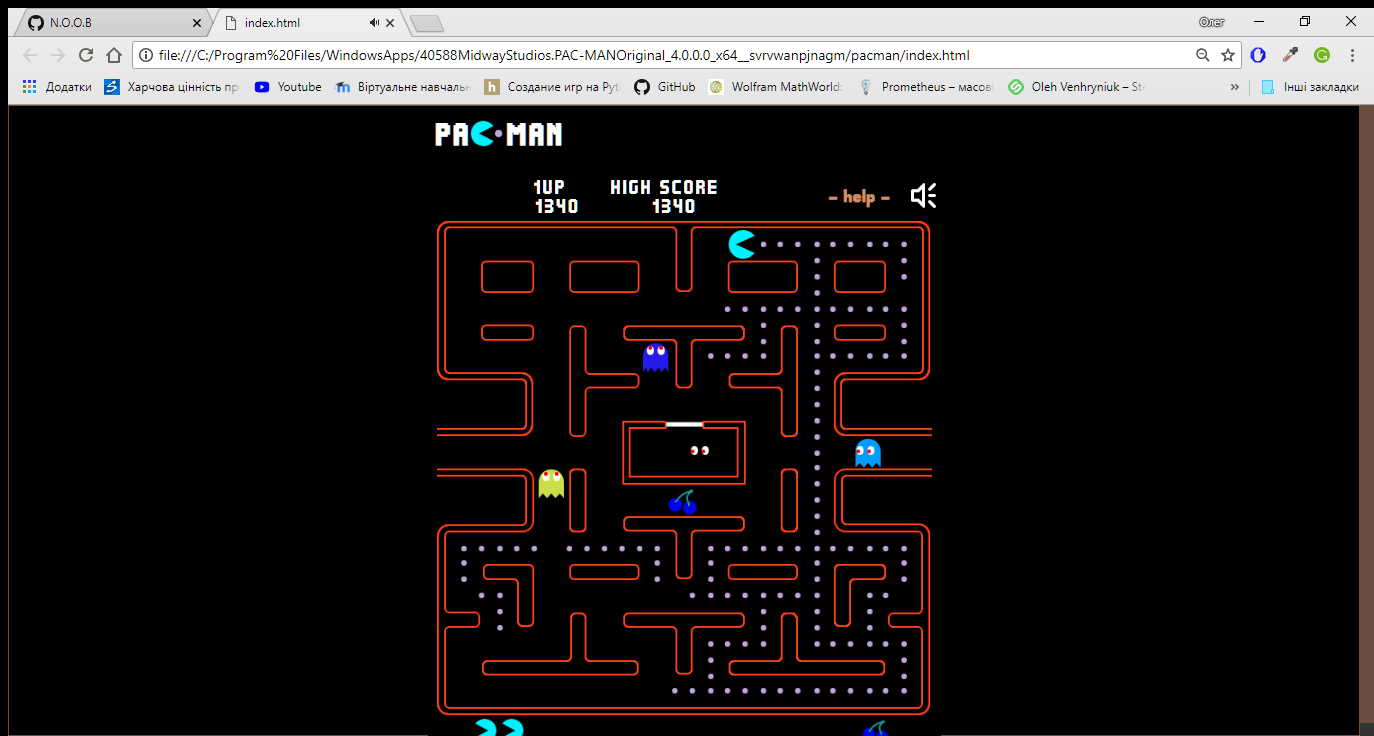 N.O.O.B
index.html
Олег
file:///C:/Program%20Files/WindowsApps/40588MidwayStudios.PAC-MANOriginal_4.0.0.0_x64__svrvwanpjnagm/pacman/index.html
Додатки
Харчова цінність пр
Youtube
Віртуальне навчаль
Создание игр на Pyt
GitHub
Wolfram MathWorld:
Prometheus – масові
Oleh Venhryniuk – St
»
Інші закладки
PAC-MAN
1UP
HIGH SCORE
1340
1340
– help –